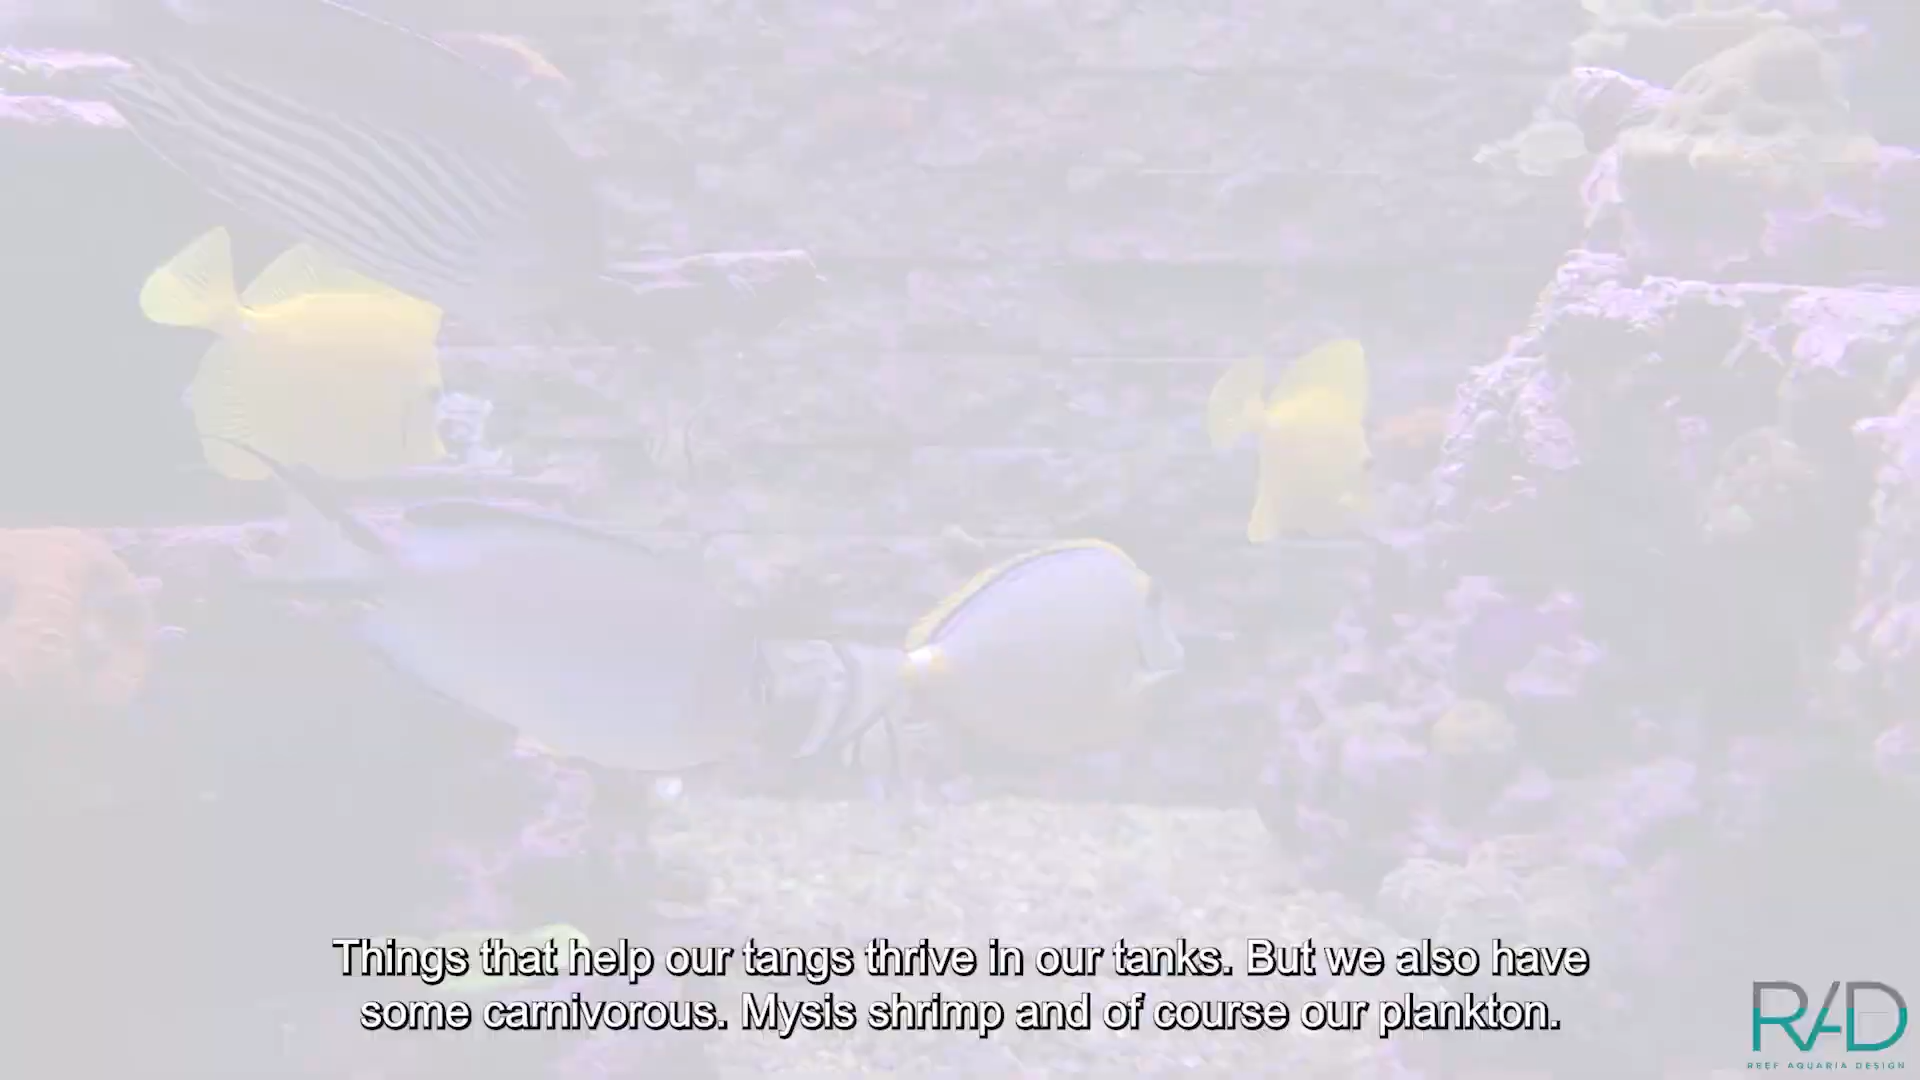 Things that help our tangs thrive in our tanks. But we also have
some carnivorous. Mysis shrimp and of course our plankton.
RAD
REEF AQUARIA DESIGN